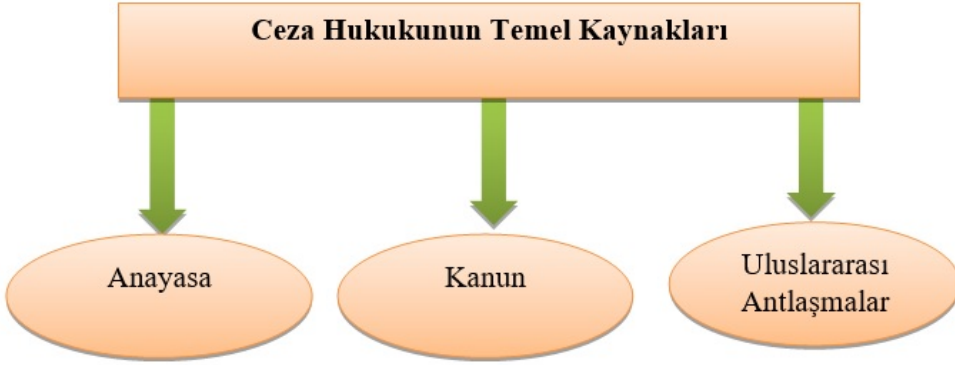 Ceza Hukukunun Temel Kaynakları
Anayasa
Kanun
Uluslararası
Antlaşmalar